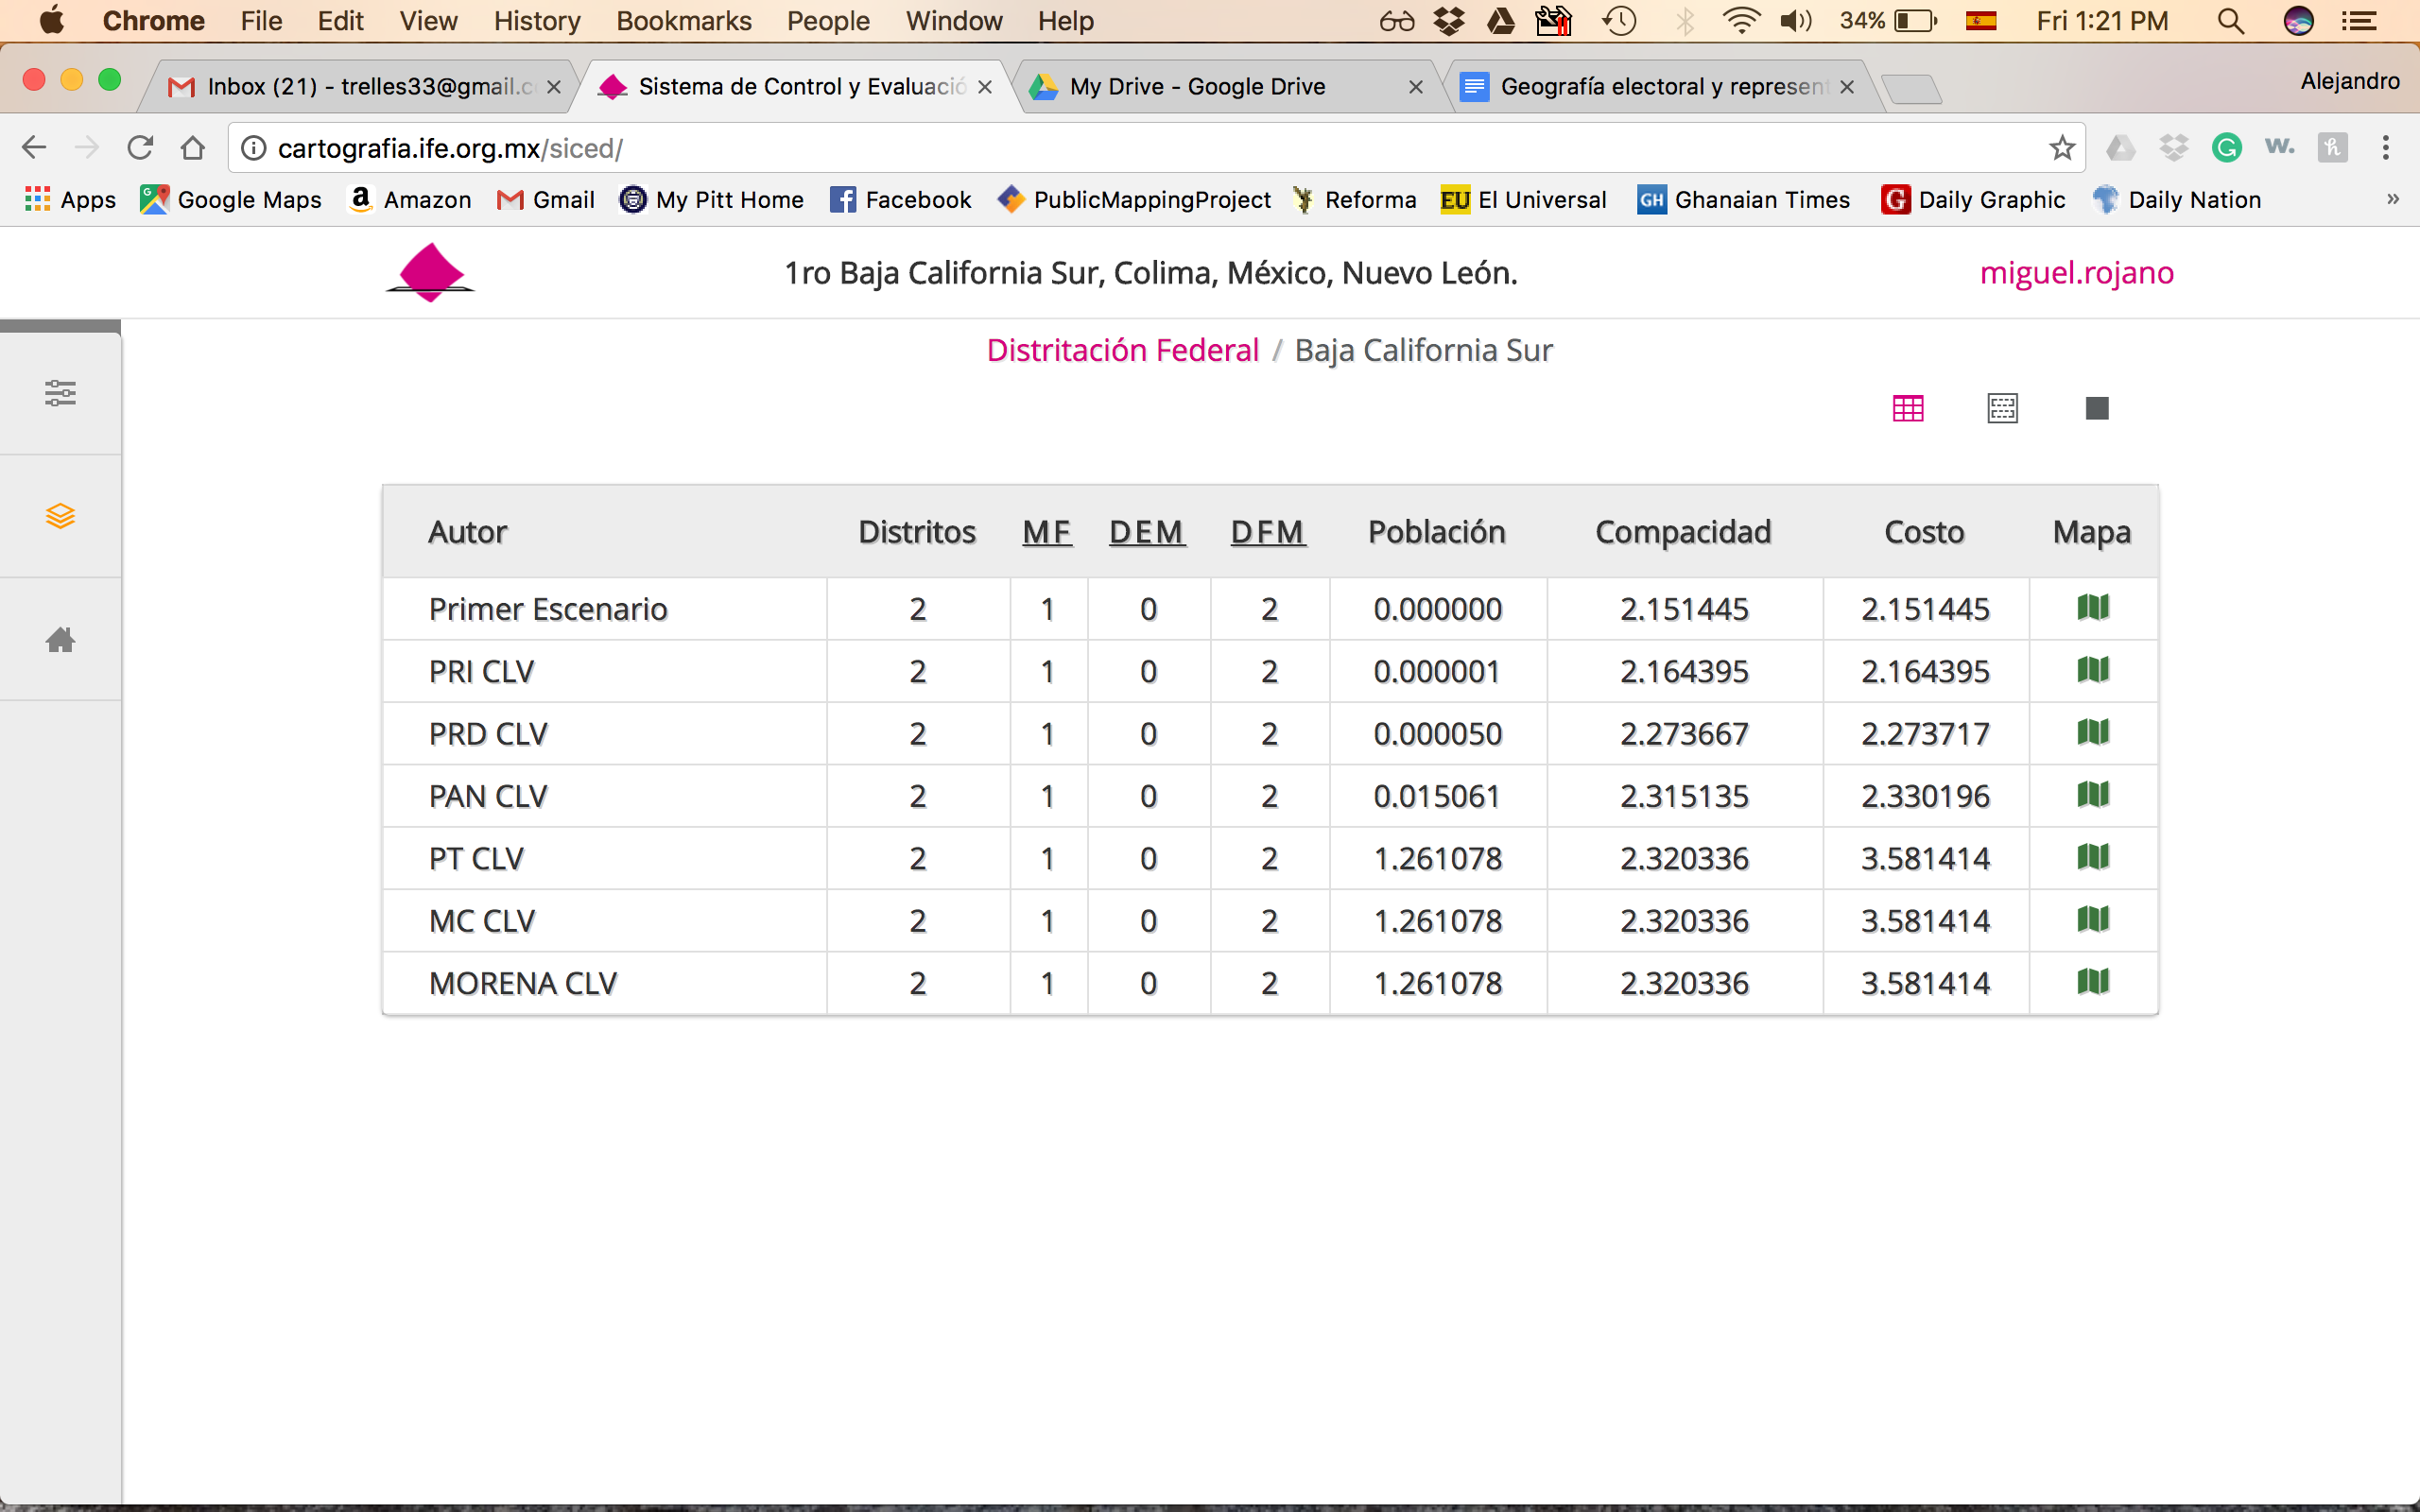 Chrome File Edit View History Bookmarks People Window Help 34% Fri 1:21 PM
Inbox (21) - trelles33@gmail.c Sistema de Control y Evaluació My Drive - Google Drive Geografía electoral y represent Alejandro
cartografia.ife.org.mx/siced/
Apps Google Maps Amazon Gmail My Pitt Home Facebook PublicMappingProject Reforma EU El Universal GH Ghanaian Times G Daily Graphic Daily Nation »
1ro Baja California Sur, Colima, México, Nuevo León. miguel.rojano
Distritación Federal / Baja California Sur
Autor Distritos MF DEM DFM Población Compacidad Costo Mapa
Primer Escenario 2 1 0 2 0.000000 2.151445 2.151445
PRI CLV 2 1 0 2 0.000001 2.164395 2.164395
PRD CLV 2 1 0 2 0.000050 2.273667 2.273717
PAN CLV 2 1 0 2 0.015061 2.315135 2.330196
PT CLV 2 1 0 2 1.261078 2.320336 3.581414
MC CLV 2 1 0 2 1.261078 2.320336 3.581414
MORENA CLV 2 1 0 2 1.261078 2.320336 3.581414